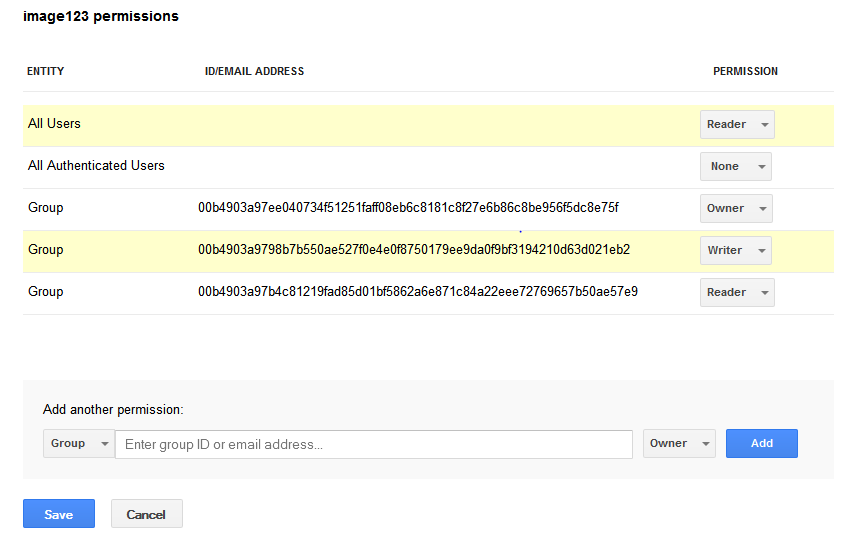 image123 permissions
ENTITY ID/EMAIL ADDRESS PERMISSION
All Users Reader
All Authenticated Users None
Group 00b4903a97ee040734f51251faff08eb6c8181c8f27e6b86c8be956f5dc8e75f Owner
Group 00b4903a9798b7b550ae527f0e4e0f8750179ee9da0f9bf3194210d63d021eb2 Writer
Group 00b4903a97b4c81219fad85d01bf5862a6e871c84a22eee72769657b50ae57e9 Reader
Add another permission:
Group Enter group ID or email address... Owner Add
Save Cancel